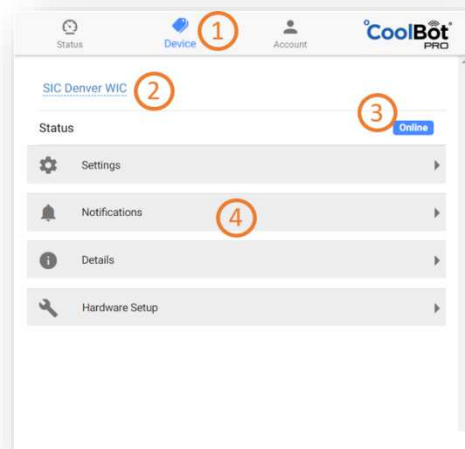 Status
Device
1
Account
°CoolBot®
PRO
SIC Denver WIC
2
3
Status
Online
Settings
Notifications
4
Details
Hardware Setup